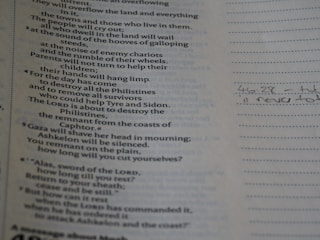 They will overflow the land and everything
in it,
the towns and those who live in them.
The people will cry out;
all who dwell in the land will wail
at the sound of the hooves of galloping
steeds,
at the noise of enemy chariots
and the rumble of their wheels.
Parents will not turn to help their
children;
their hands will hang limp.
For the day has come
to destroy all the Philistines
and to remove all survivors
who could help Tyre and Sidon.
The LORD is about to destroy the
Philistines,
the remnant from the coasts of
Caphtor.
Gaza will shave her head in mourning;
Ashkelon will be silenced.
You remnant on the plain,
how long will you cut yourselves?
"'Alas, sword of the LORD,
how long till you rest?
Return to your sheath;
cease and be still.'
But how can it rest
when the LORD has commanded it,
when he has ordered it
to attack Ashkelon and the coast?"
A message about Moab